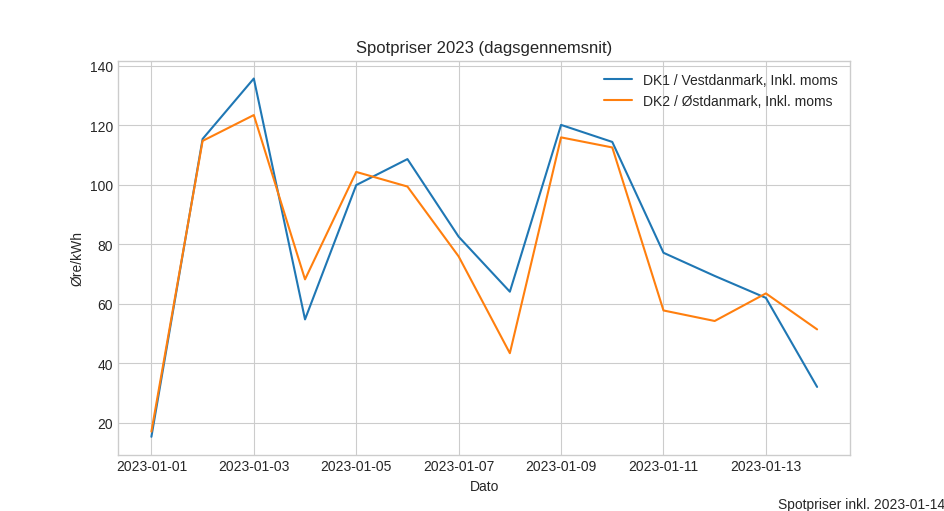 Spotpriser 2023 (dagsgennemsnit)
DK1 / Vestdanmark, Inkl. moms
DK2 / Østdanmark, Inkl. moms
Øre/kWh
140
120
100
80
60
40
20
2023-01-01 2023-01-03 2023-01-05 2023-01-07 2023-01-09 2023-01-11 2023-01-13
Dato
Spotpriser inkl. 2023-01-14